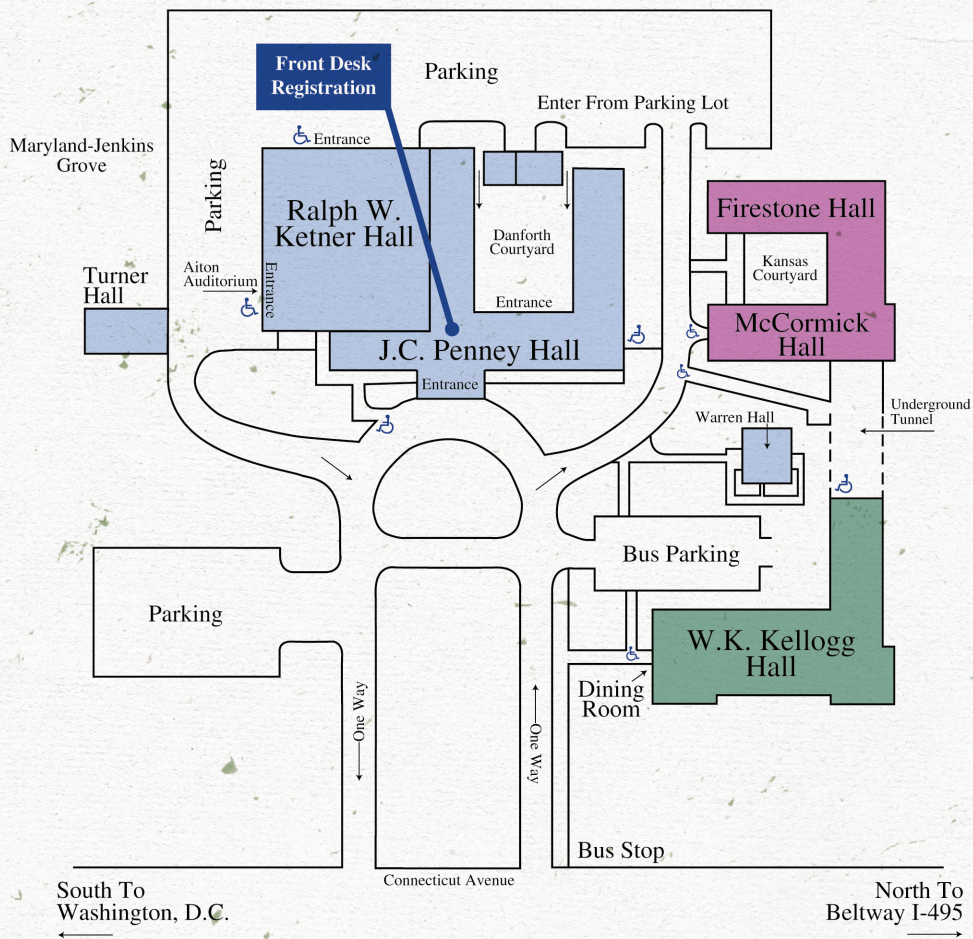 Front Desk
Registration
Parking
Enter From Parking Lot
Maryland-Jenkins
Grove
Entrance
Parking
Ralph W.
Ketner Hall
Firestone Hall
Danforth
Courtyard
Kansas
Courtyard
Turner
Hall
Aiton
Auditorium
Entrance
Entrance
McCormick
Hall
J.C. Penney Hall
Entrance
Warren Hall
Underground
Tunnel
Bus Parking
Parking
W.K. Kellogg
Hall
Dining
Room
One Way
One Way
Bus Stop
Connecticut Avenue
South To
Washington, D.C.
North To
Beltway I-495